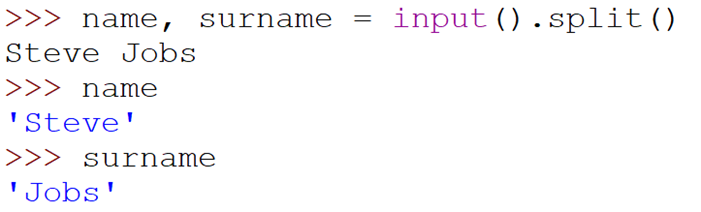 >>> name, surname = input().split()
Steve Jobs
>>> name
'Steve'
>>> surname
'Jobs'